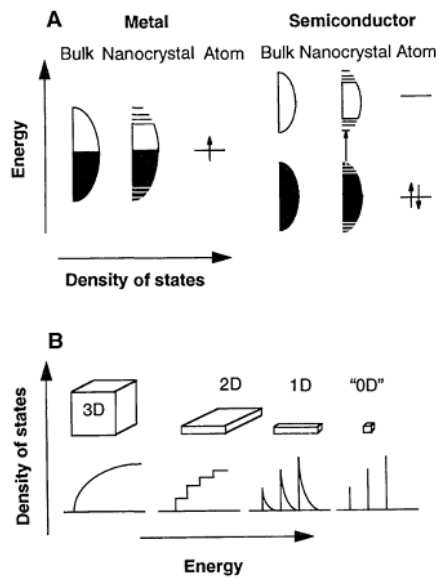 A
Metal
Semiconductor
Bulk Nanocrystal Atom
Bulk Nanocrystal Atom
Energy
Density of states
B
3D
2D
1D
"0D"
Density of states
Energy